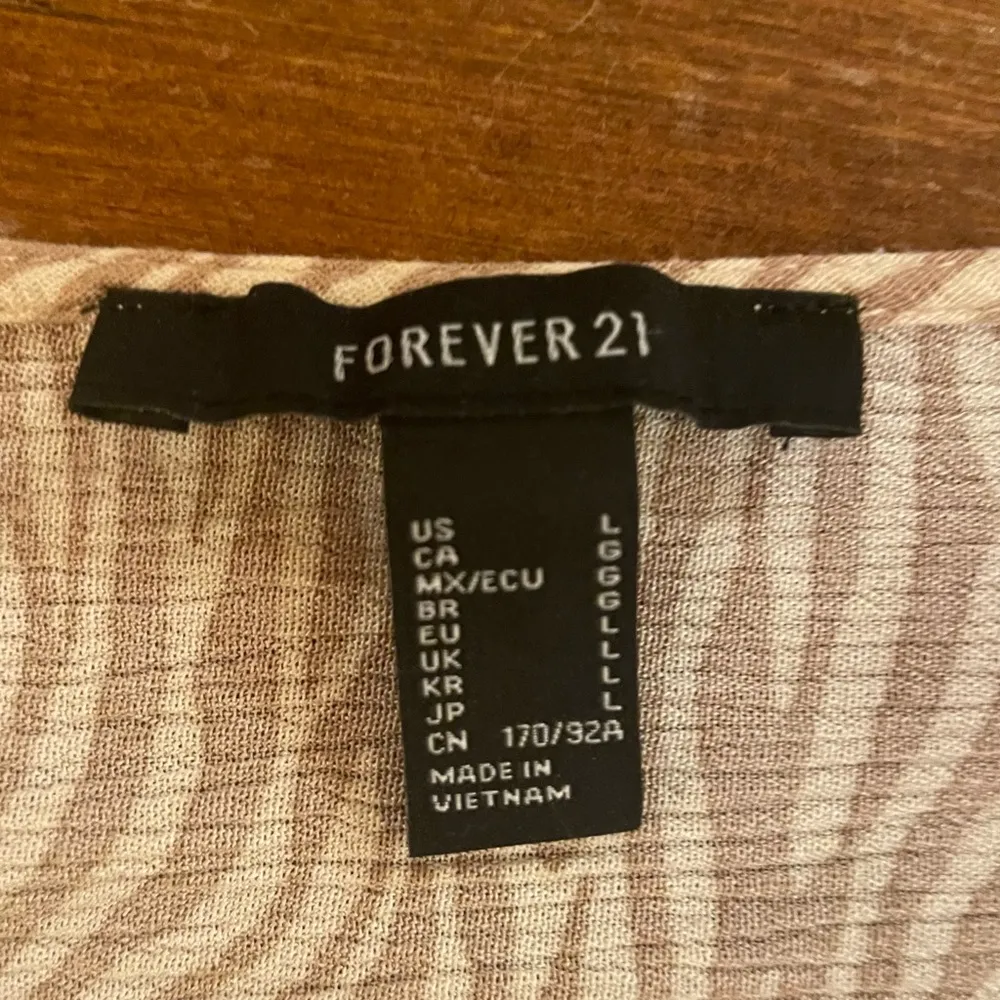 FOREVER 21
US L
CA G
MX/ECU G
BR G
EU L
UK L
KR L
JP L
CN 170/92A
MADE IN
VIETNAM